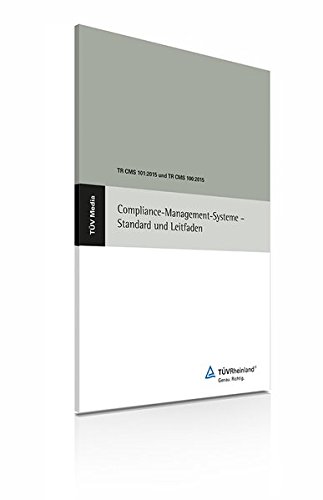 TR CMS 101:2015 und TR CMS 100:2015
TÜV Media
Compliance-Management-Systeme –
Standard und Leitfaden
TÜVRheinland®
Genau. Richtig.